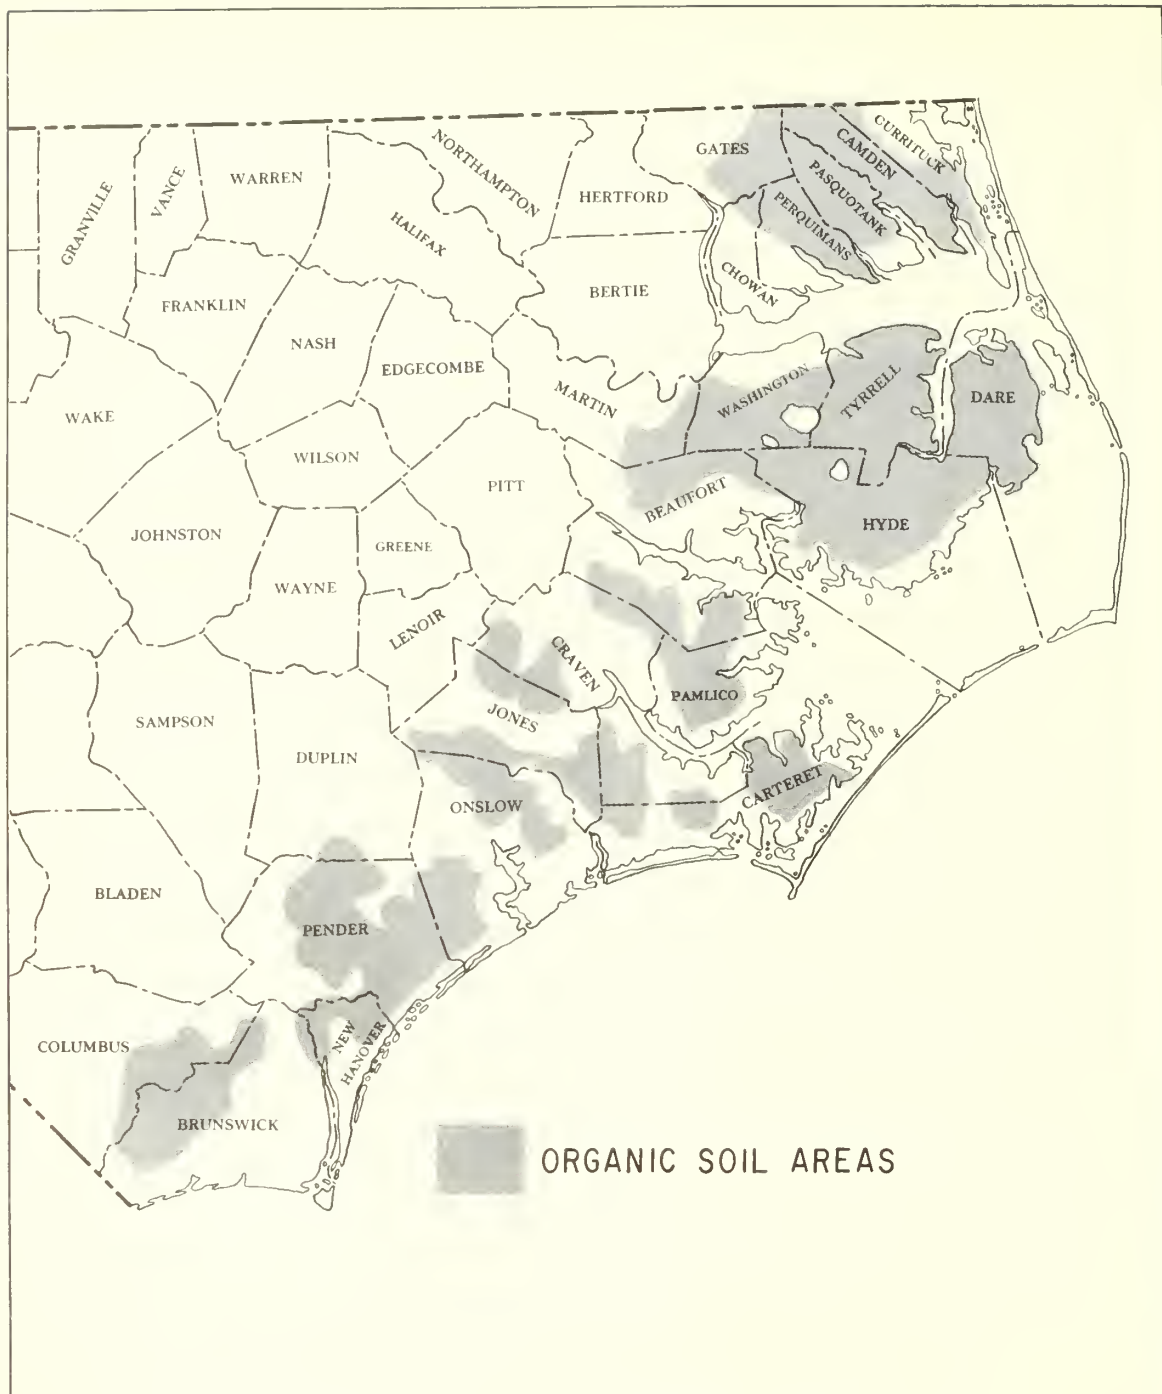 GATES
CURRITUCK
CAMDEN
PASQUOTANK
PERQUIMANS
CHOWAN
NORTHAMPTON
HERTFORD
WARREN
VANCE
GRANVILLE
HALIFAX
BERTIE
FRANKLIN
NASH
EDGECOMBE
MARTIN
WASHINGTON
TYRRELL
DARE
WAKE
WILSON
PITT
BEAUFORT
HYDE
JOHNSTON
GREENE
WAYNE
LENOIR
CRAVEN
PAMLICO
SAMPSON
JONES
DUPLIN
ONSLOW
CARTERET
BLADEN
PENDER
COLUMBUS
NEW
HANOVER
BRUNSWICK
ORGANIC SOIL AREAS